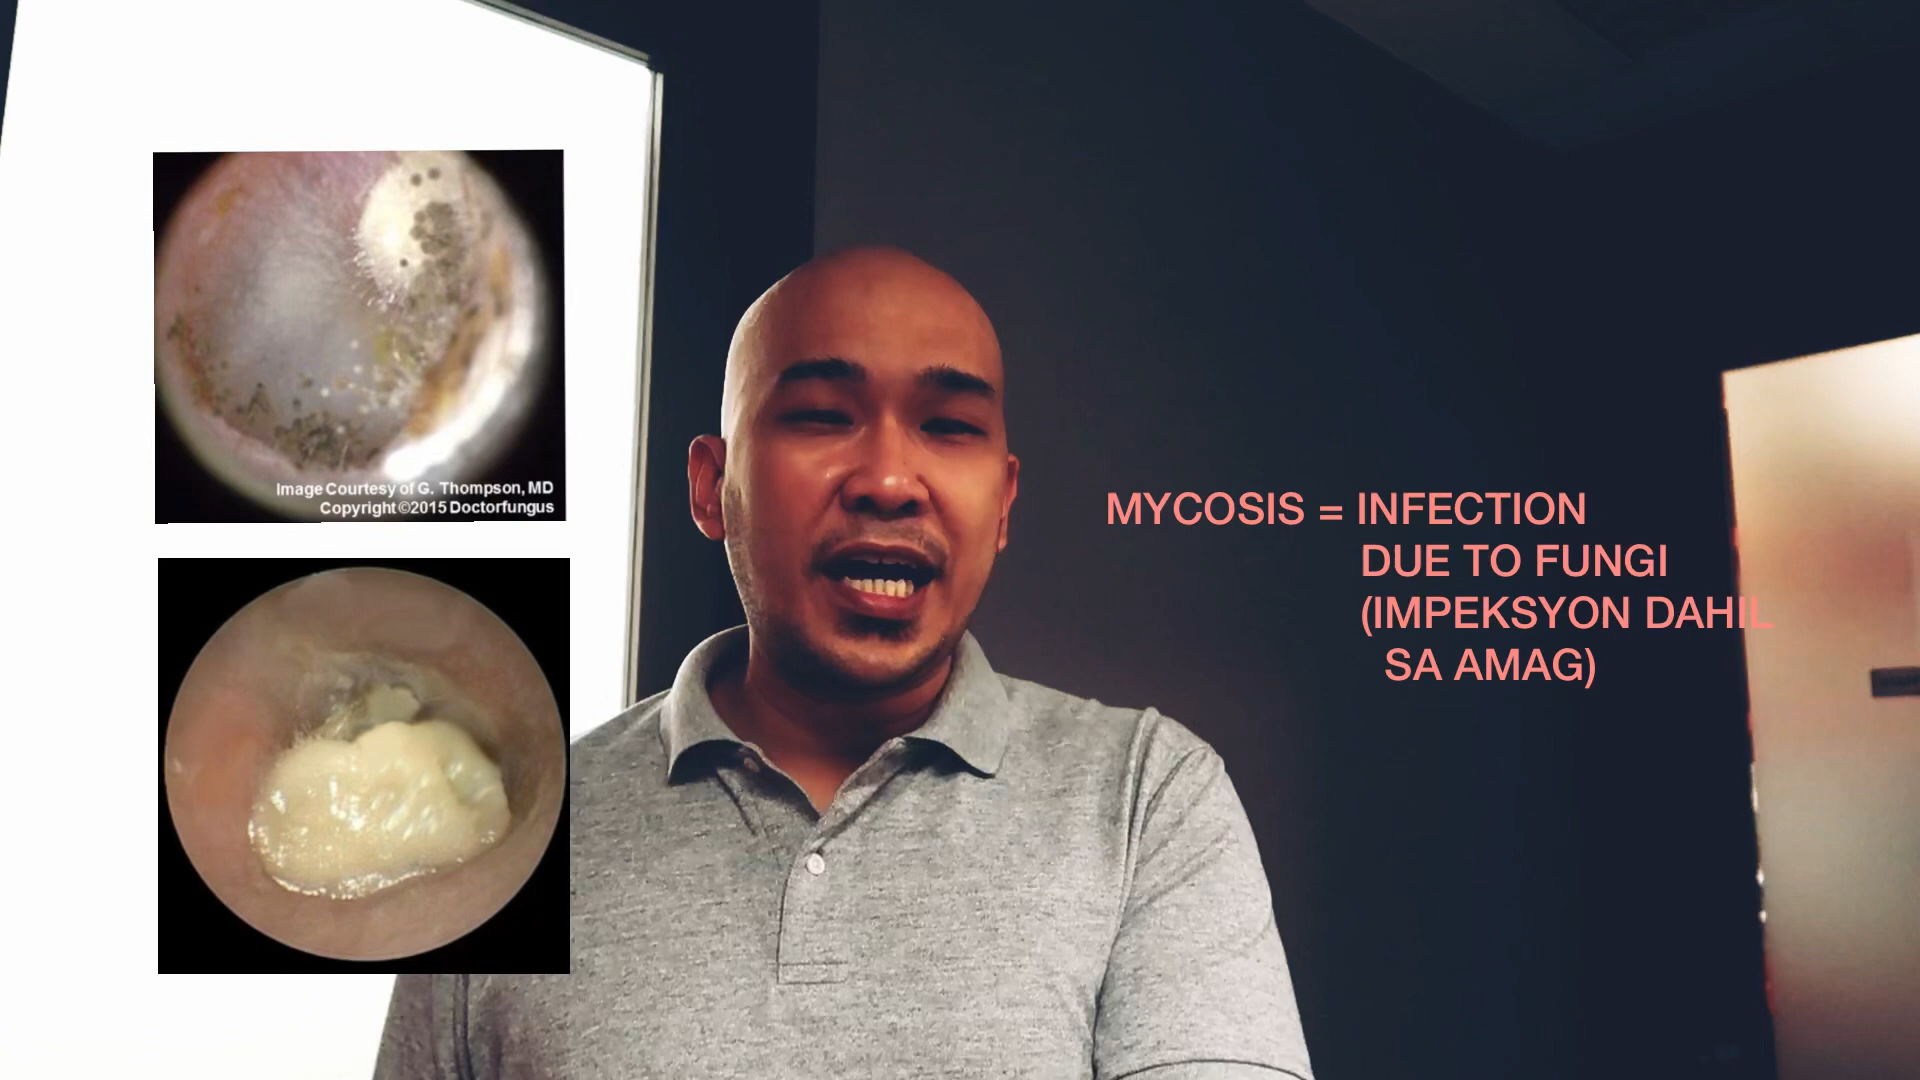 Image Courtesy of G. Thompson, MD
Copyright©2015 Doctorfungus
MYCOSIS = INFECTION
DUE TO FUNGI
(IMPEKSYON DAHIL
SA AMAG)